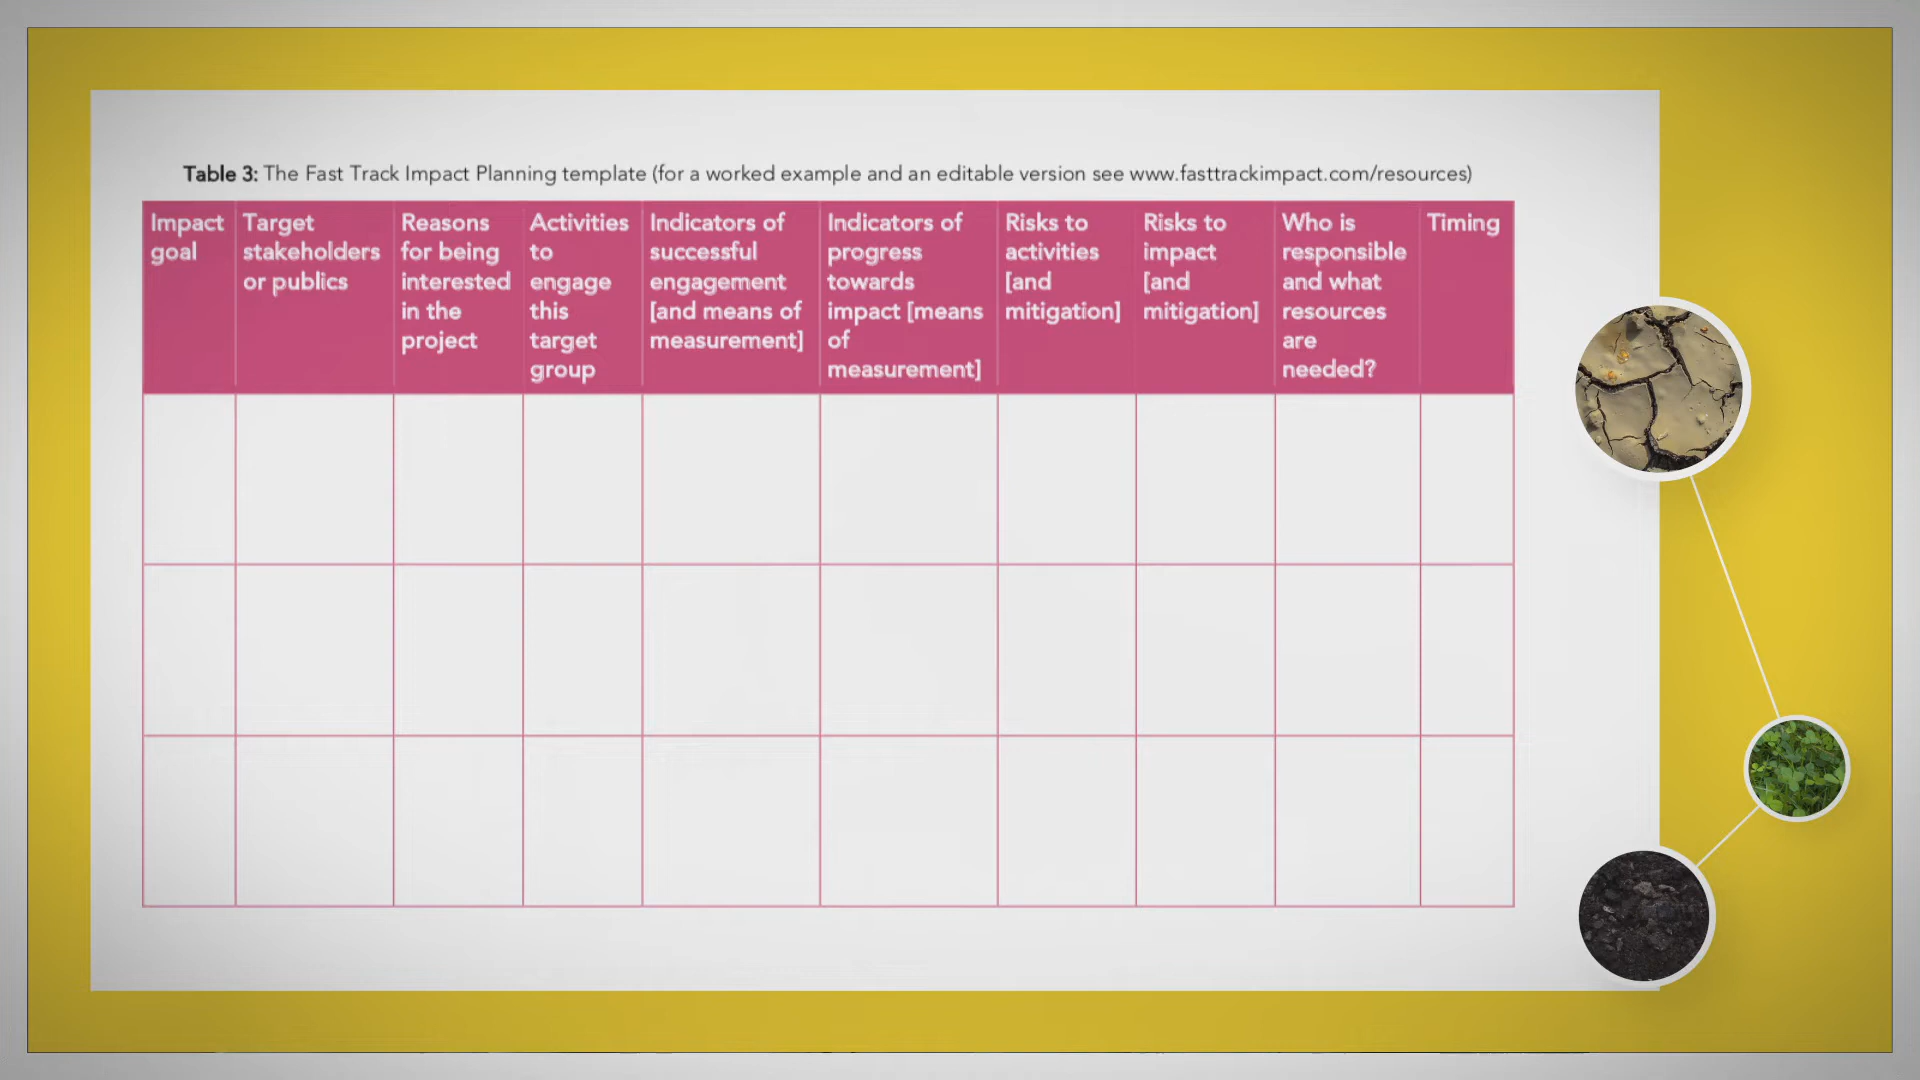 Table 3: The Fast Track Impact Planning template (for a worked example and an editable version see www.fasttrackimpact.com/resources)
Impact
goal
Target
stakeholders
or publics
Reasons
for being
interested
in the
project
Activities
to
engage
this
target
group
Indicators of
successful
engagement
[and means of
measurement]
Indicators of
progress
towards
impact [means
of
measurement]
Risks to
activities
[and
mitigation]
Risks to
impact
[and
mitigation]
Who is
responsible
and what
resources
are
needed?
Timing